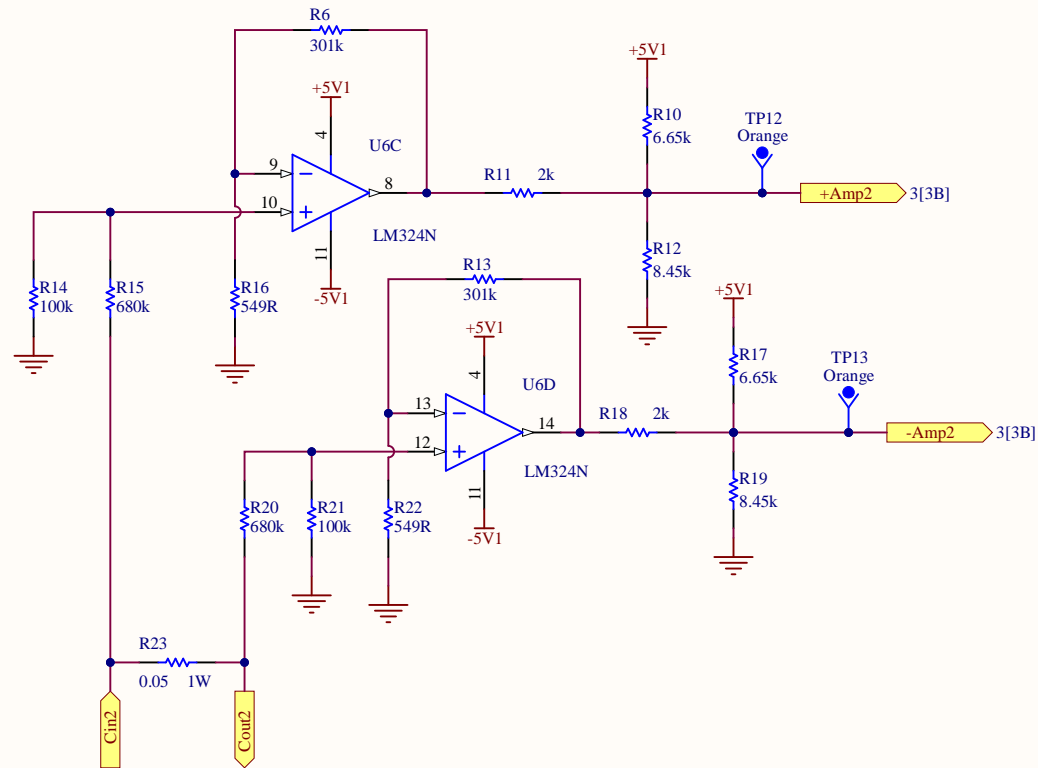 R6
301k
+5V1
4
U6C
9
8
10
LM324N
11
-5V1
R11 2k
+5V1
R10
6.65k
TP12
Orange
+Amp2 3[3B]
R12
8.45k
R14
100k
R15
680k
R16
549R
R13
301k
+5V1
4
U6D
13
14
12
LM324N
11
-5V1
R18 2k
+5V1
R17
6.65k
TP13
Orange
-Amp2 3[3B]
R19
8.45k
R20
680k
R21
100k
R22
549R
R23
0.05 1W
Cin2
Cout2